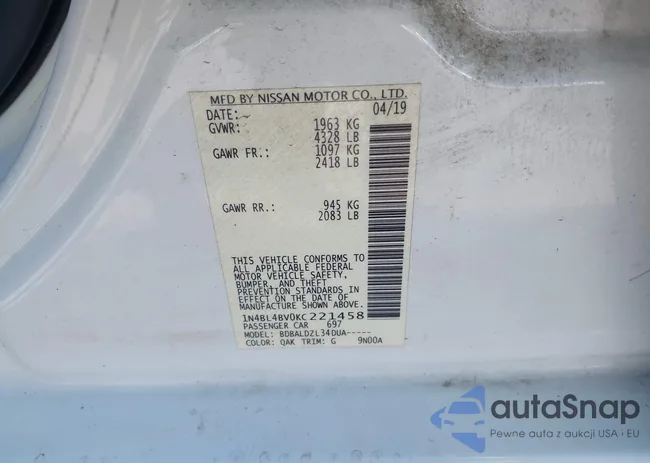 MFD BY NISSAN MOTOR CO., LTD.
DATE: 04/19
GVWR: 1963 KG
4328 LB
GAWR FR.: 1097 KG
2418 LB
GAWR RR.: 945 KG
2083 LB
THIS VEHICLE CONFORMS TO
ALL APPLICABLE FEDERAL
MOTOR VEHICLE SAFETY,
BUMPER, AND THEFT
PREVENTION STANDARDS IN
EFFECT ON THE DATE OF
MANUFACTURE SHOWN ABOVE.
1N4BL4BV0KC221458
PASSENGER CAR 697
MODEL: BDBALDZL34DUA-----
COLOR: QAK TRIM: G 9N00A
autaSnap
Pewne auta z aukcji USA i EU